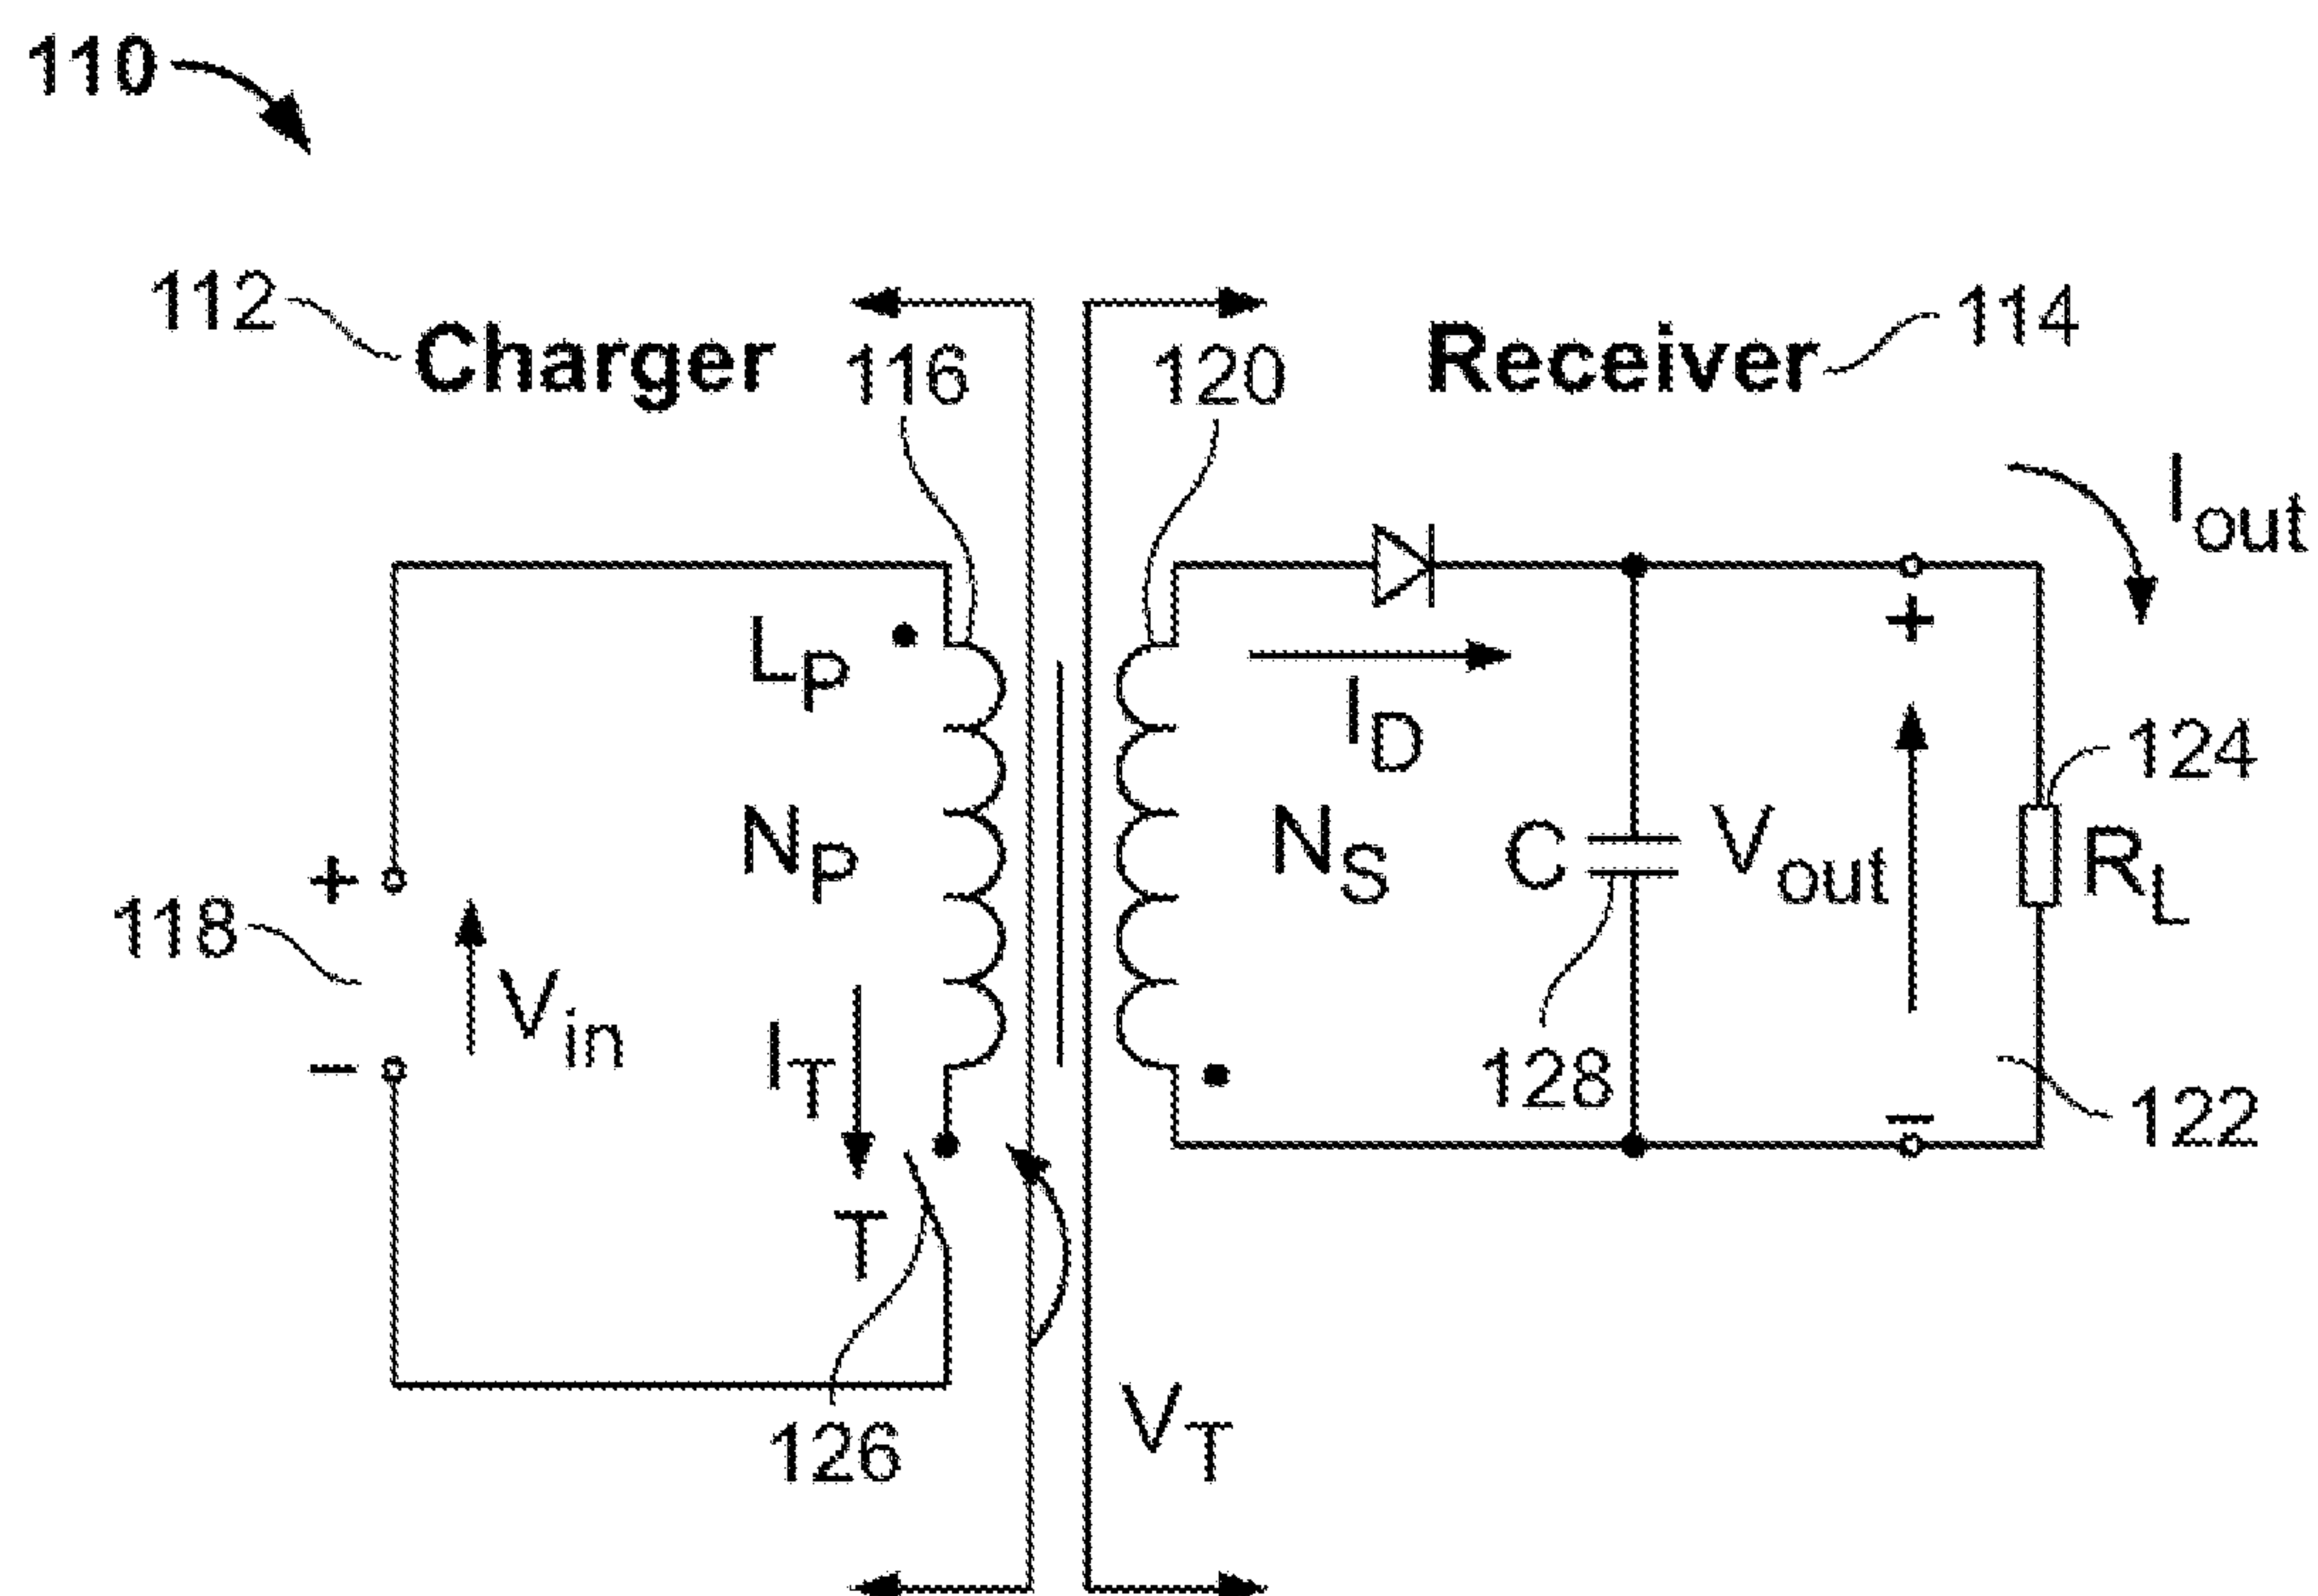 110
112
Charger
116
120
Receiver
114
Iout
LP
ID
124
NP
NS
C
Vout
RL
+
+
118
Vin
−
IT
128
−
122
T
126
VT